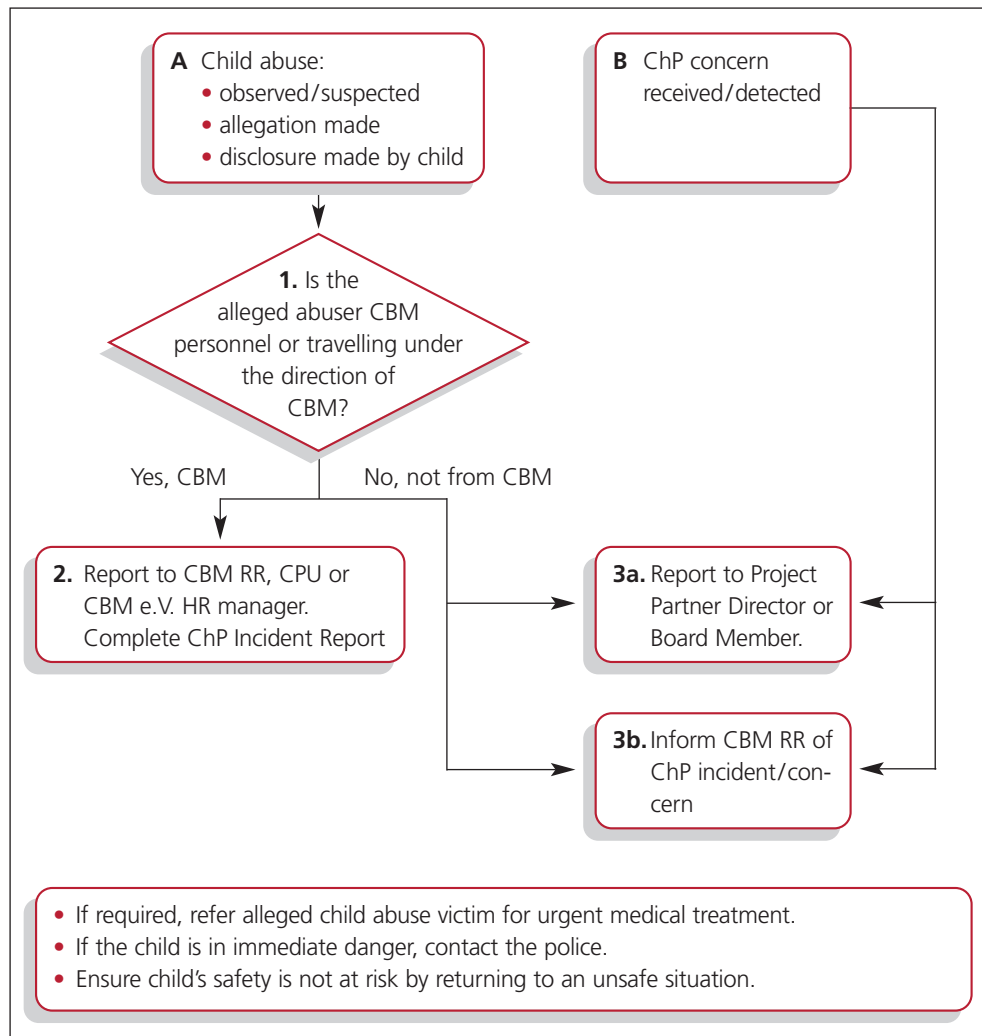 A Child abuse:
• observed/suspected
• allegation made
• disclosure made by child
B ChP concern
received/detected
1. Is the
alleged abuser CBM
personnel or travelling under
the direction of
CBM?
Yes, CBM
No, not from CBM
2. Report to CBM RR, CPU or
CBM e.V. HR manager.
Complete ChP Incident Report
3a. Report to Project
Partner Director or
Board Member.
3b. Inform CBM RR of
ChP incident/con-
cern
• If required, refer alleged child abuse victim for urgent medical treatment.
• If the child is in immediate danger, contact the police.
• Ensure child’s safety is not at risk by returning to an unsafe situation.